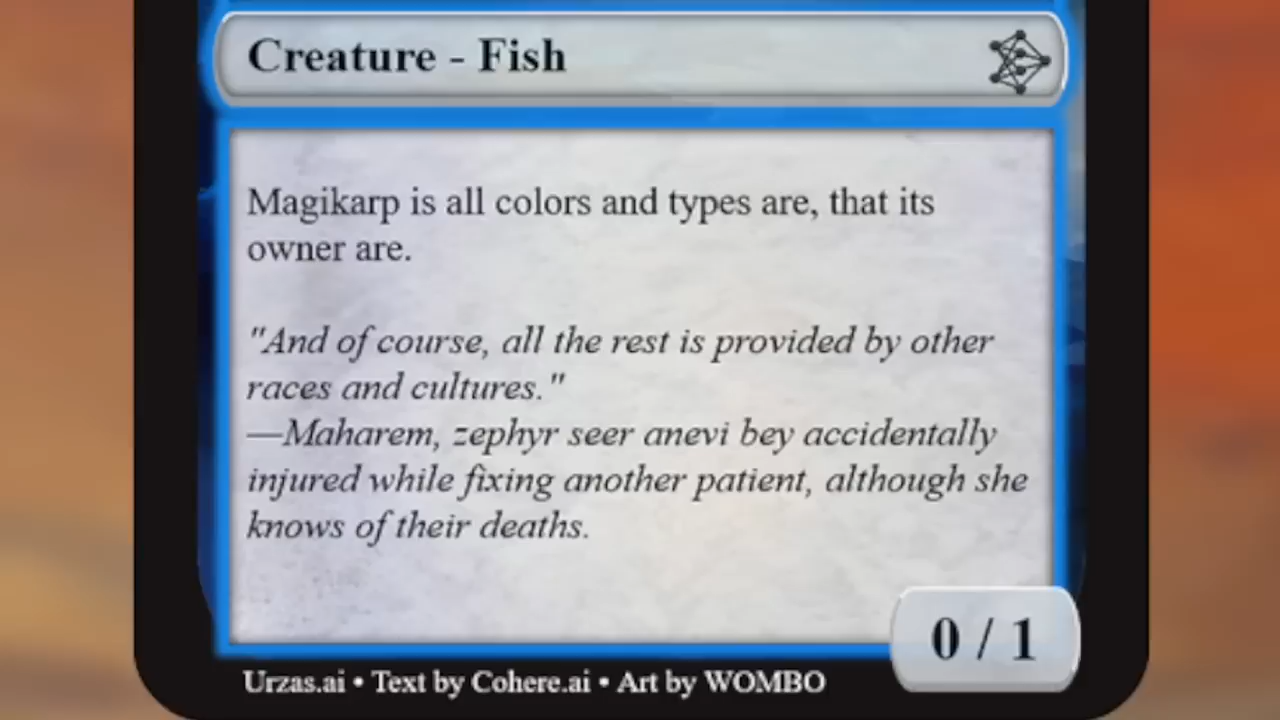 Creature - Fish
Magikarp is all colors and types are, that its
owner are.
"And of course, all the rest is provided by other
races and cultures."
—Maharem, zephyr seer anevi bey accidentally
injured while fixing another patient, although she
knows of their deaths.
0 / 1
Urzas.ai • Text by Cohere.ai • Art by WOMBO